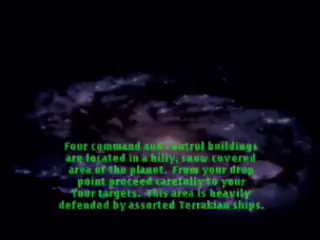 Four command and control buildings
are located in a hilly, snow covered
area of the planet. From your drop
point proceed carefully to your
four targets. This area is heavily
defended by assorted Terrakian ships.